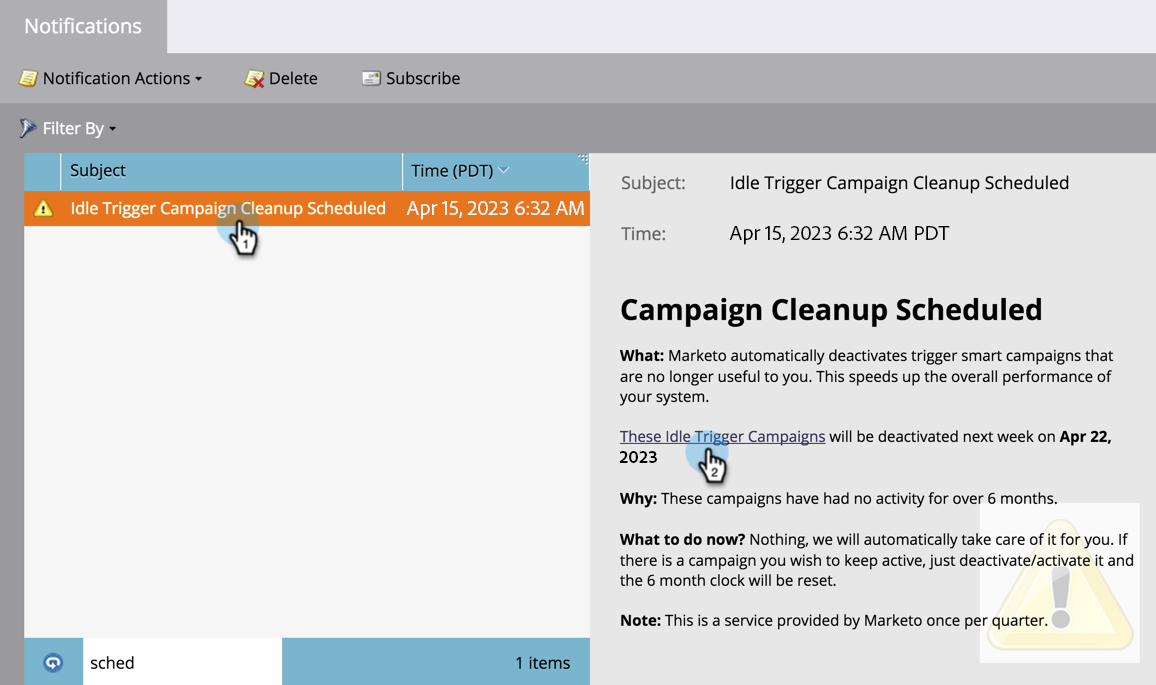 Notifications
Notification Actions Delete Subscribe
Filter By
Subject Time (PDT)
Idle Trigger Campaign Cleanup Scheduled Apr 15, 2023 6:32 AM
1
Subject: Idle Trigger Campaign Cleanup Scheduled
Time: Apr 15, 2023 6:32 AM PDT
Campaign Cleanup Scheduled
What: Marketo automatically deactivates trigger smart campaigns that
are no longer useful to you. This speeds up the overall performance of
your system.
These Idle Trigger Campaigns will be deactivated next week on Apr 22,
2023
2
Why: These campaigns have had no activity for over 6 months.
What to do now? Nothing, we will automatically take care of it for you. If
there is a campaign you wish to keep active, just deactivate/activate it and
the 6 month clock will be reset.
Note: This is a service provided by Marketo once per quarter.
sched 1 items